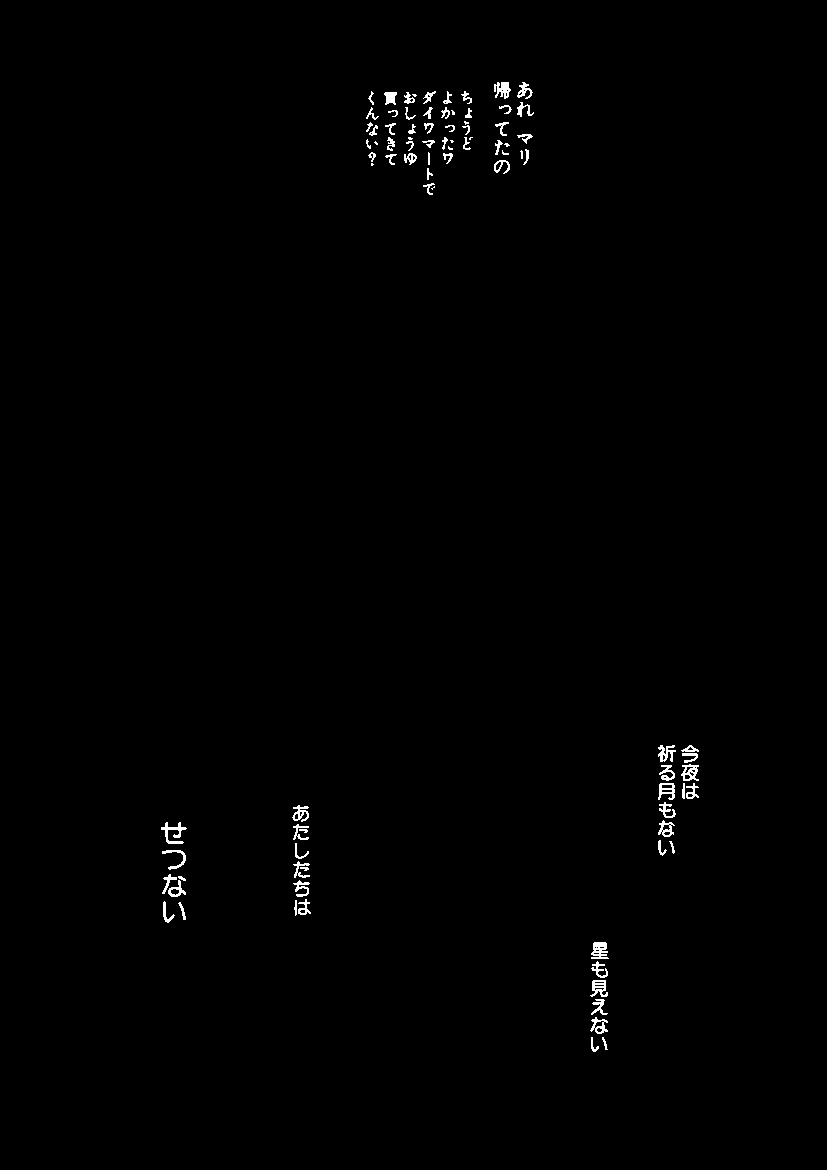 あれ マリ
帰ってたの
ちょうど
よかったワ
ダイワマートで
おしょうゆ
買ってきて
くんない？
今夜は
祈る月もない
星も見えない
あたしたちは
せつない